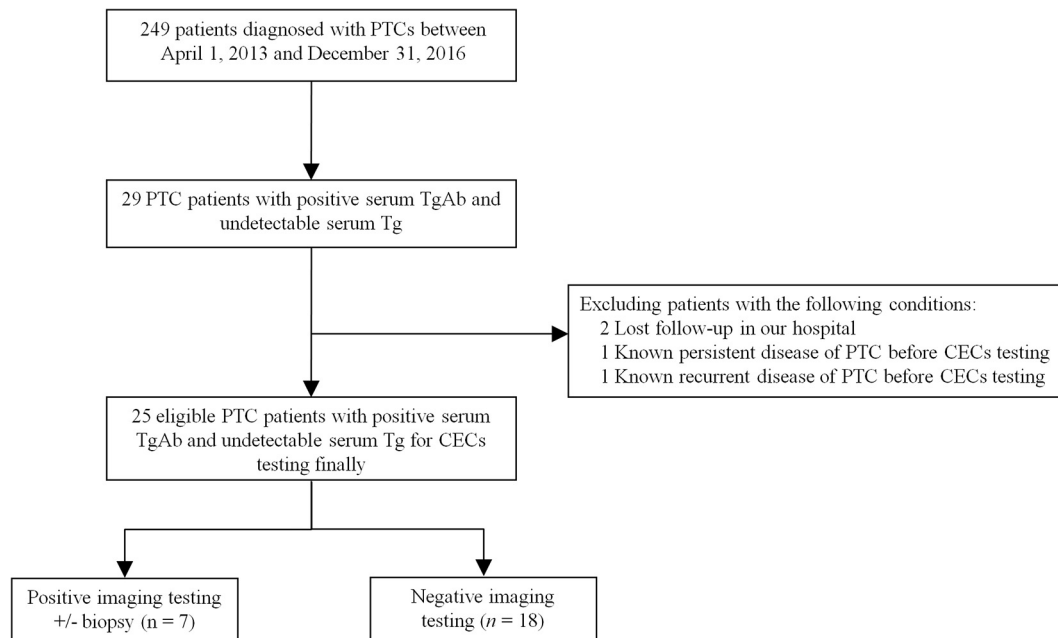 249 patients diagnosed with PTCs between
April 1, 2013 and December 31, 2016
29 PTC patients with positive serum TgAb and
undetectable serum Tg
Excluding patients with the following conditions:
2 Lost follow-up in our hospital
1 Known persistent disease of PTC before CECs testing
1 Known recurrent disease of PTC before CECs testing
25 eligible PTC patients with positive serum
TgAb and undetectable serum Tg for CECs
testing finally
Positive imaging testing
+/- biopsy (n = 7)
Negative imaging
testing (n = 18)